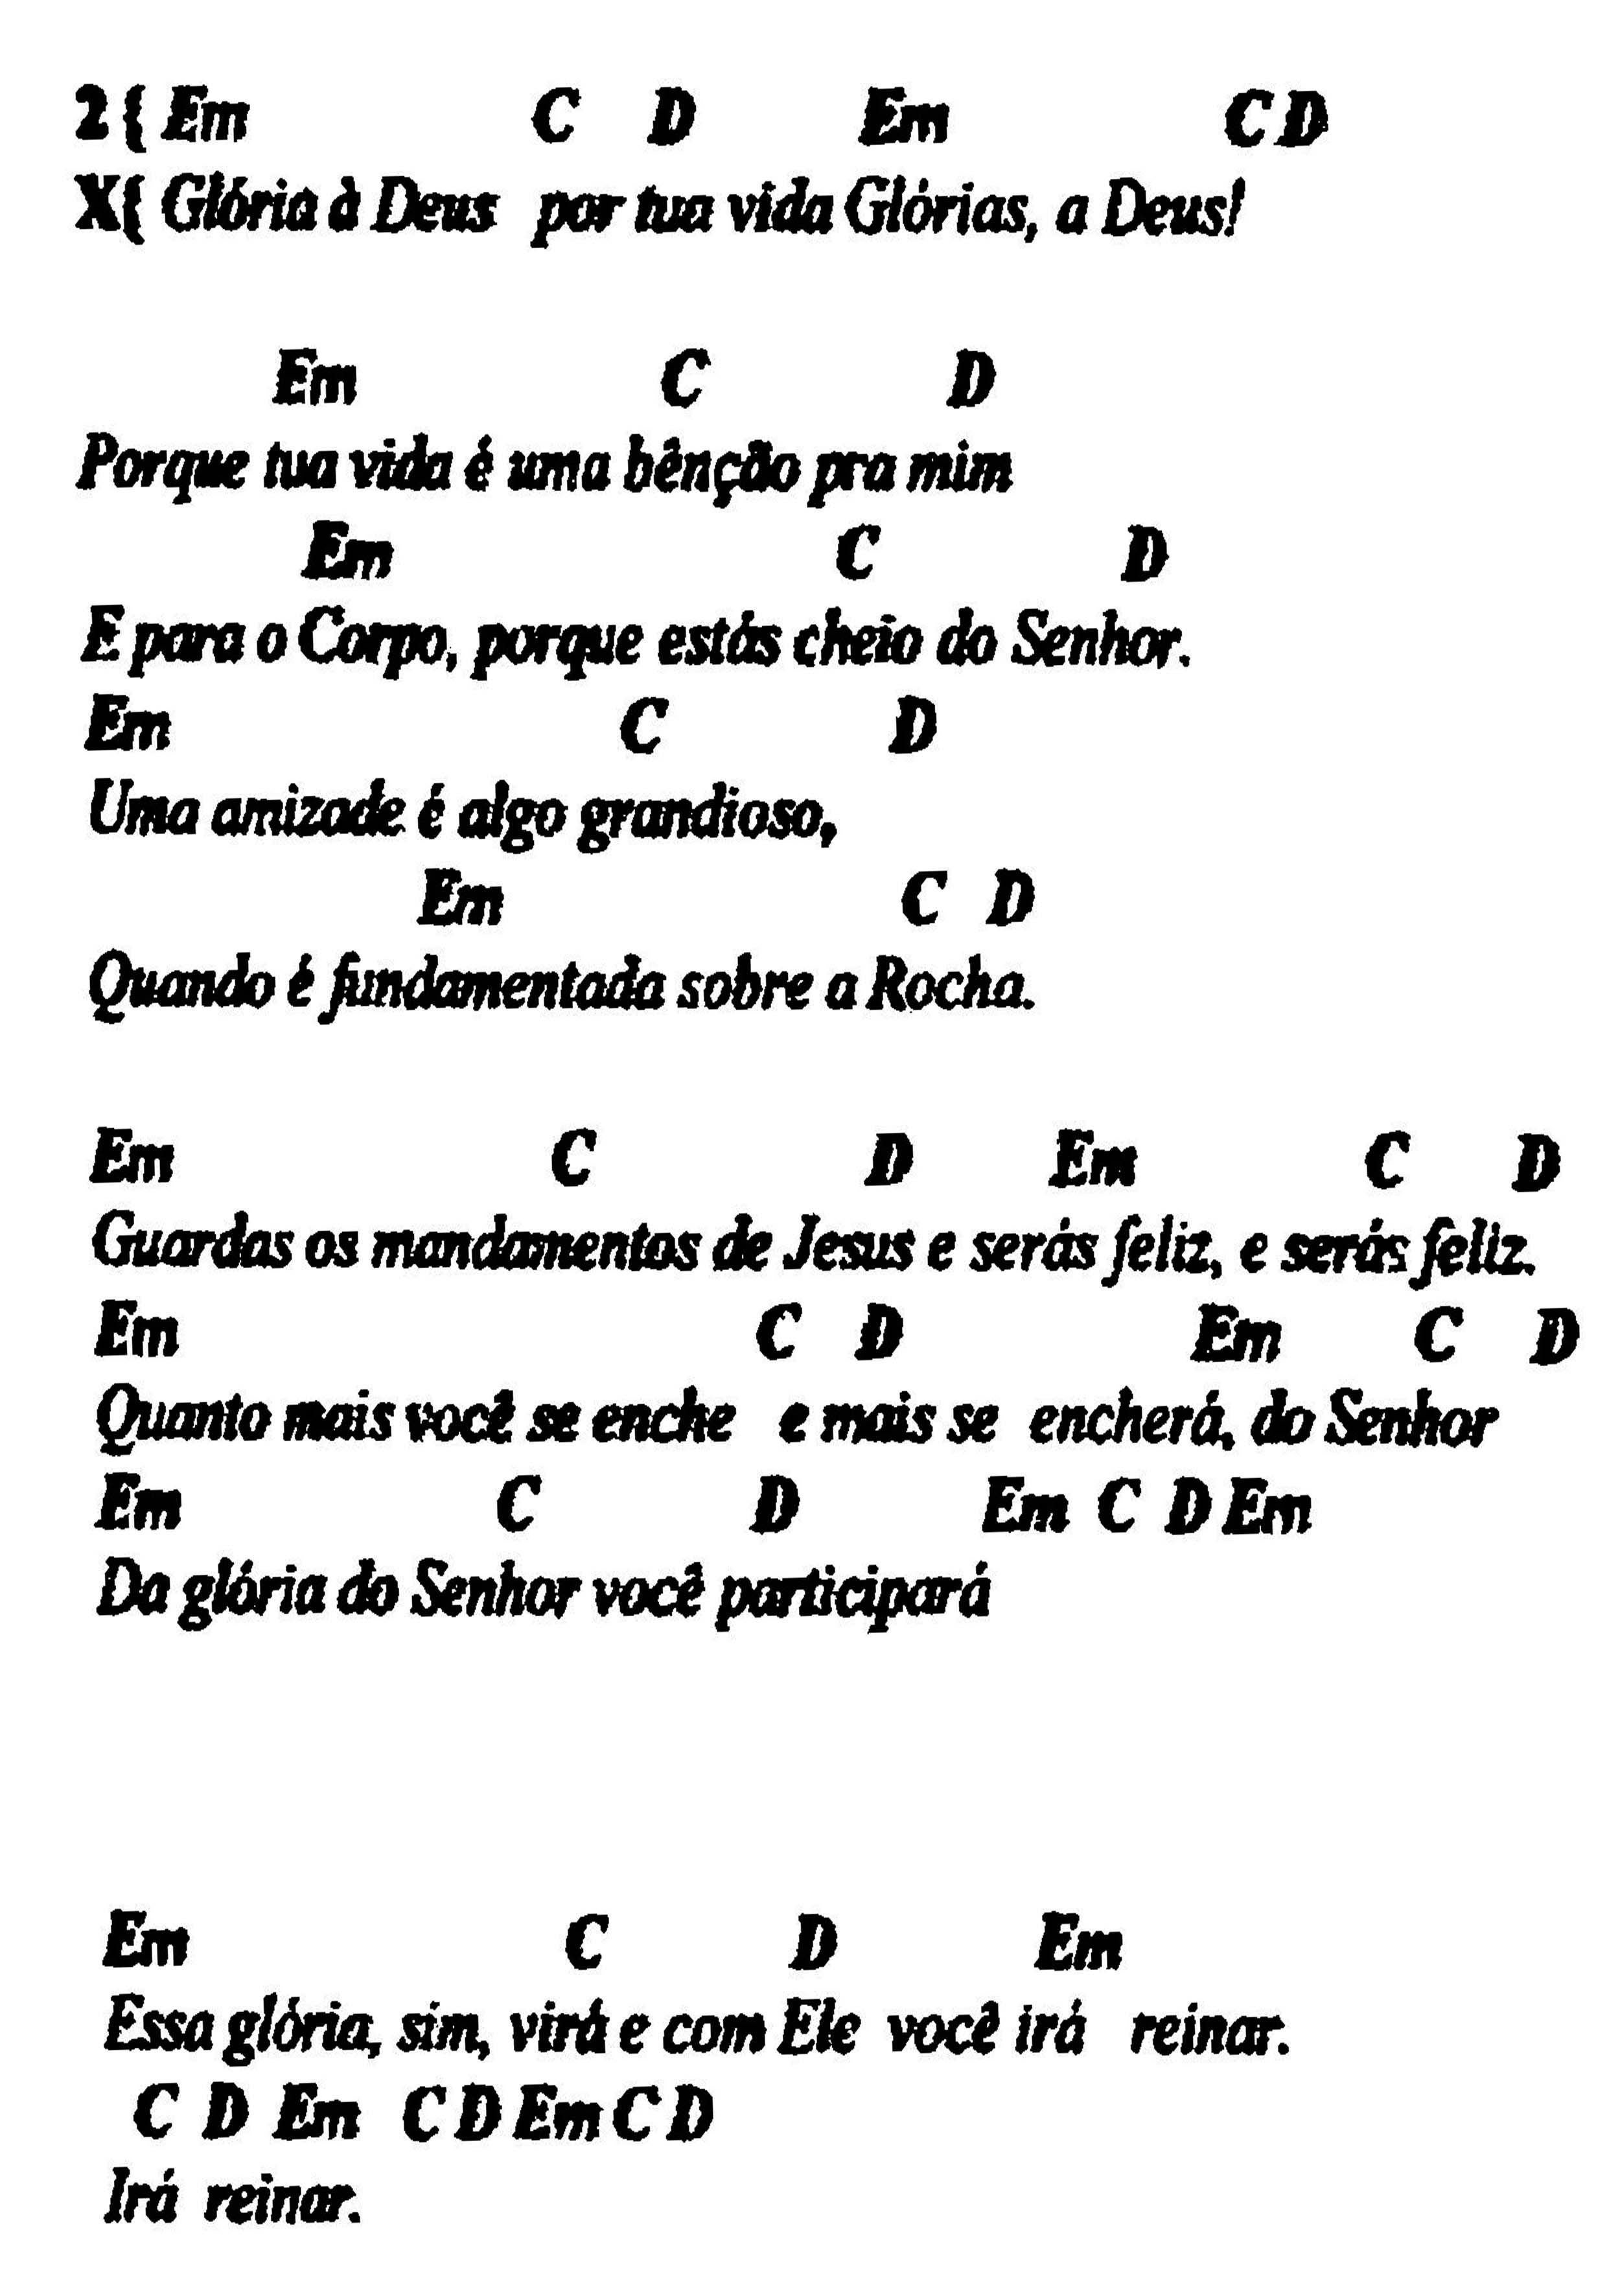 2{ Em C D Em C D
X{ Glória à Deus por tua vida Glórias, a Deus!
Em C D
Porque tua vida é uma bênção pra mim
Em C D
E para o Corpo, porque estás cheio do Senhor.
Em C D
Uma amizade é algo grandioso,
Em C D
Quando é fundamentada sobre a Rocha.
Em C D Em C D
Guardas os mandamentos de Jesus e serás feliz, e serás feliz.
Em C D Em C D
Quanto mais você se enche e mais se encherá, do Senhor
Em C D Em C D Em
Da glória do Senhor você participará
Em C D Em
Essa glória, sim, virá e com Ele você irá reinar.
C D Em C D Em C D
Irá reinar.